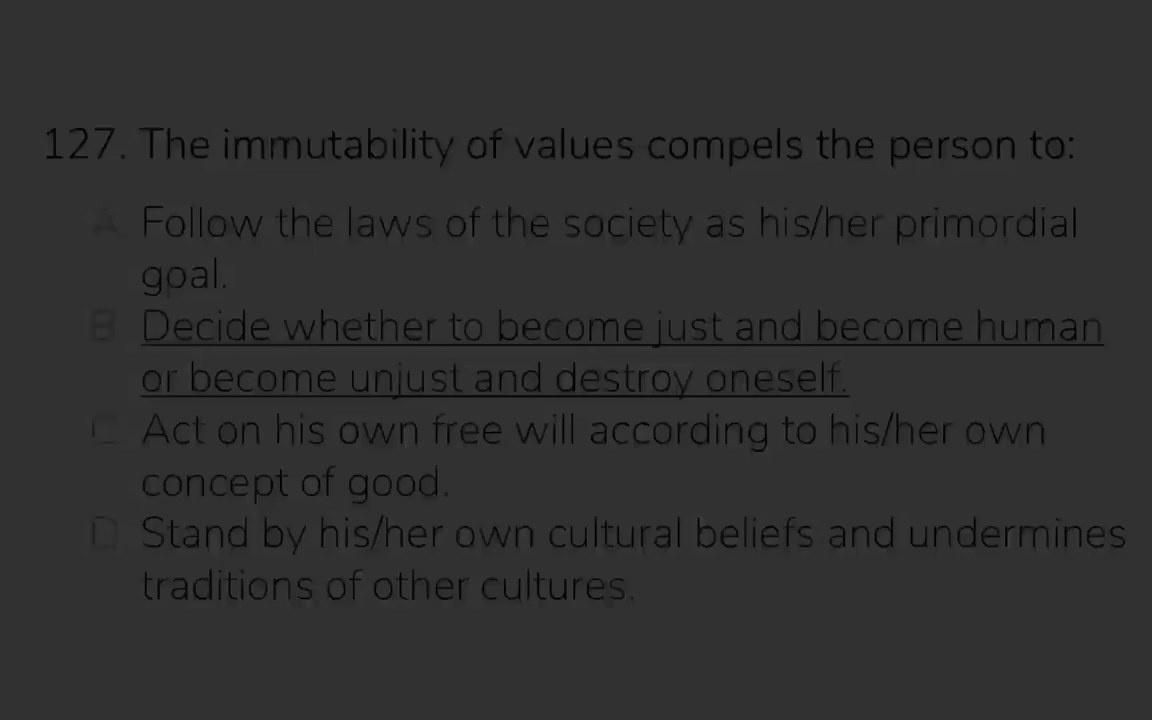 127. The immutability of values compels the person to:
A. Follow the laws of the society as his/her primordial
goal.
B. Decide whether to become just and become human
or become unjust and destroy oneself.
C. Act on his own free will according to his/her own
concept of good.
D. Stand by his/her own cultural beliefs and undermines
traditions of other cultures.